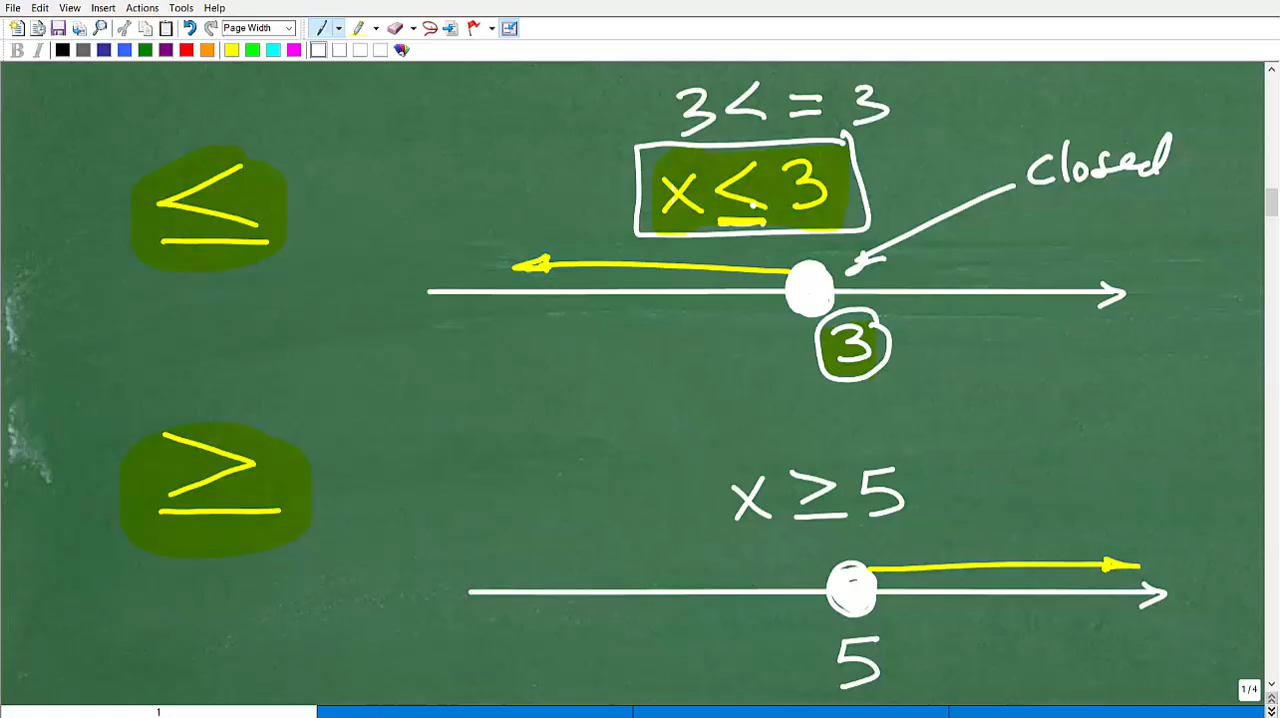 File Edit View Insert Actions Tools Help
Page Width
B I
3 < = 3
≤ x ≤ 3 closed
3
≥ x ≥ 5
5
1/4
1